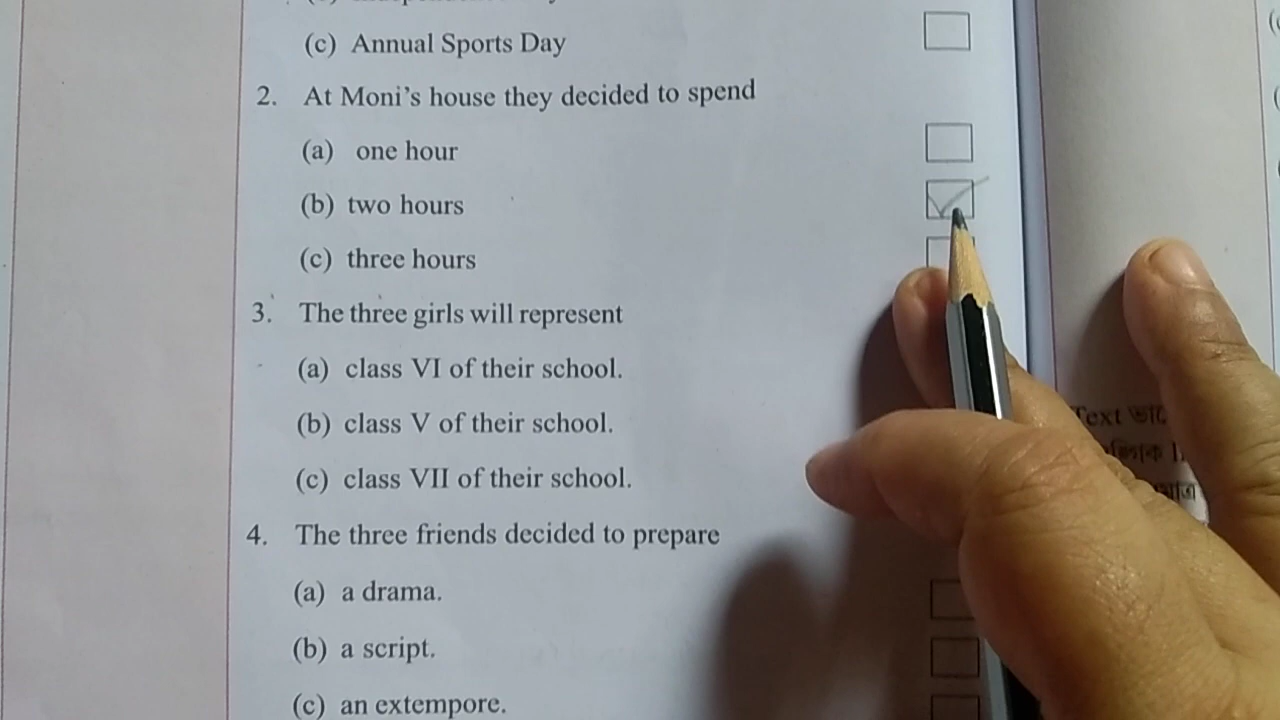 (c) Annual Sports Day
2. At Moni's house they decided to spend
(a) one hour
(b) two hours
(c) three hours
3. The three girls will represent
(a) class VI of their school.
(b) class V of their school.
(c) class VII of their school.
4. The three friends decided to prepare
(a) a drama.
(b) a script.
(c) an extempore.